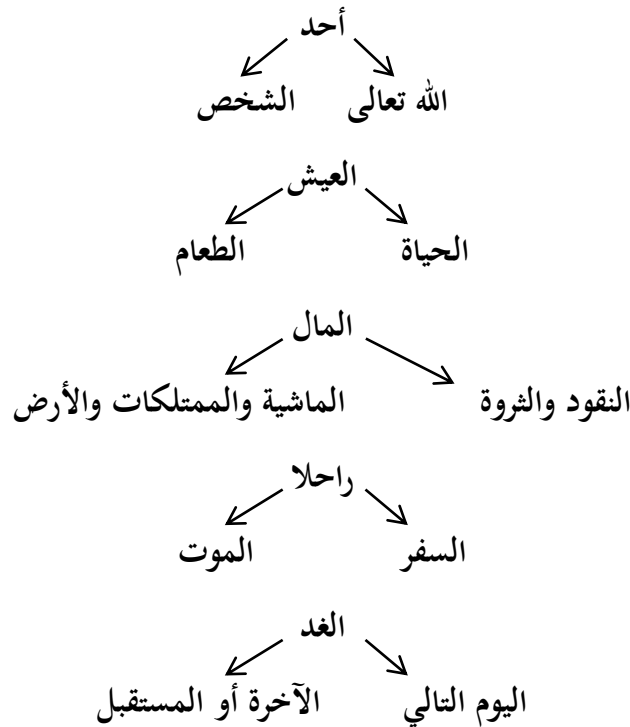 أحد
الله تعالى الشخص
العيش
الحياة الطعام
المال
النقود والثروة الماشية والممتلكات والأرض
راحلا
السفر الموت
الغد
اليوم التالي الآخرة أو المستقبل